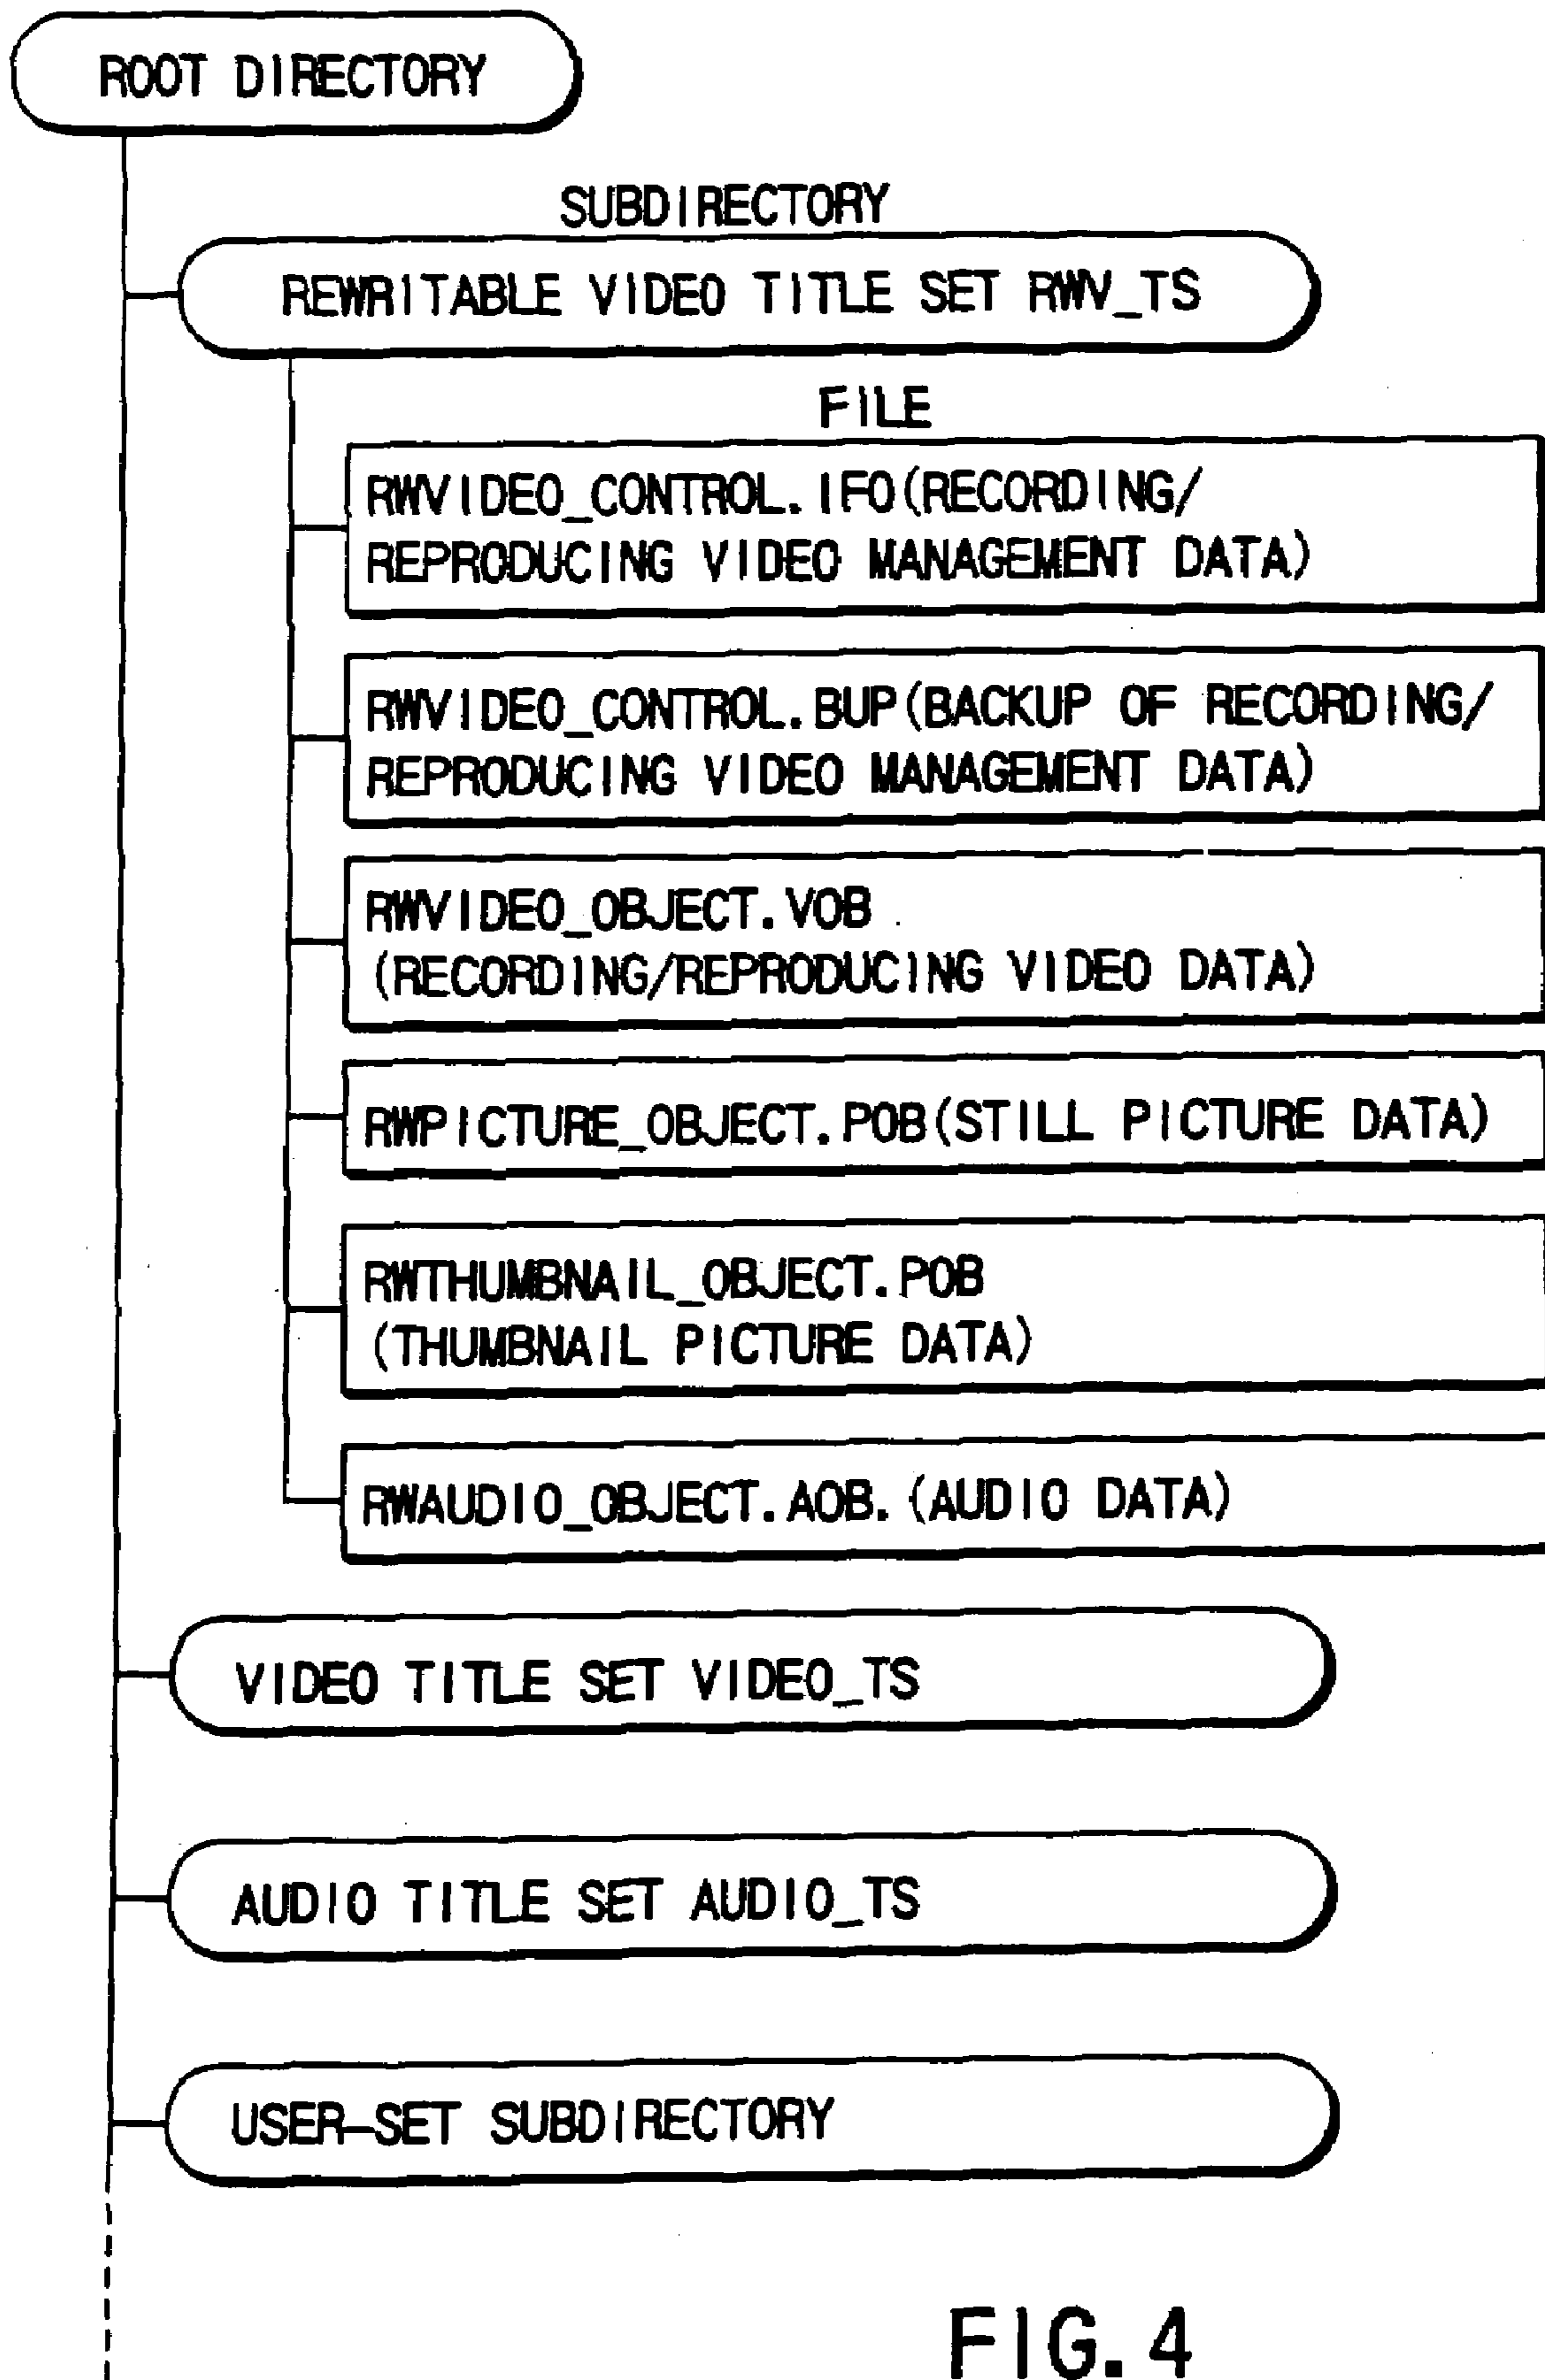 ROOT DIRECTORY
SUBDIRECTORY
REWRITABLE VIDEO TITLE SET RWV_TS
FILE
RWVIDEO_CONTROL.IFO(RECORDING/
REPRODUCING VIDEO MANAGEMENT DATA)
RWVIDEO_CONTROL.BUP(BACKUP OF RECORDING/
REPRODUCING VIDEO MANAGEMENT DATA)
RWVIDEO_OBJECT.VOB
(RECORDING/REPRODUCING VIDEO DATA)
RWPICTURE_OBJECT.POB(STILL PICTURE DATA)
RWTHUMBNAIL_OBJECT.POB
(THUMBNAIL PICTURE DATA)
RWAUDIO_OBJECT.AOB.(AUDIO DATA)
VIDEO TITLE SET VIDEO_TS
AUDIO TITLE SET AUDIO_TS
USER-SET SUBDIRECTORY
FIG.4